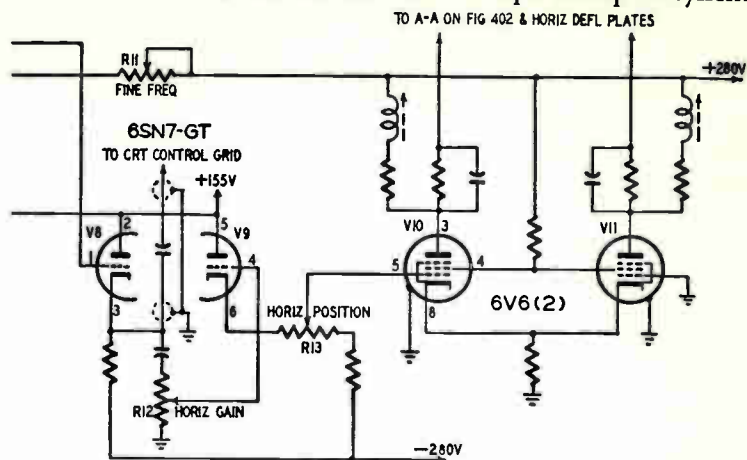 TO A-A ON FIG 402 & HORIZ DEFL PLATES
R11
FINE FREQ
+280V
6SN7-GT
TO CRT CONTROL GRID
+155V
V8
2
1
3
5
V9
4
6
V10
3
5
4
8
V11
6V6(2)
HORIZ POSITION
R13
R12
HORIZ GAIN
-280V